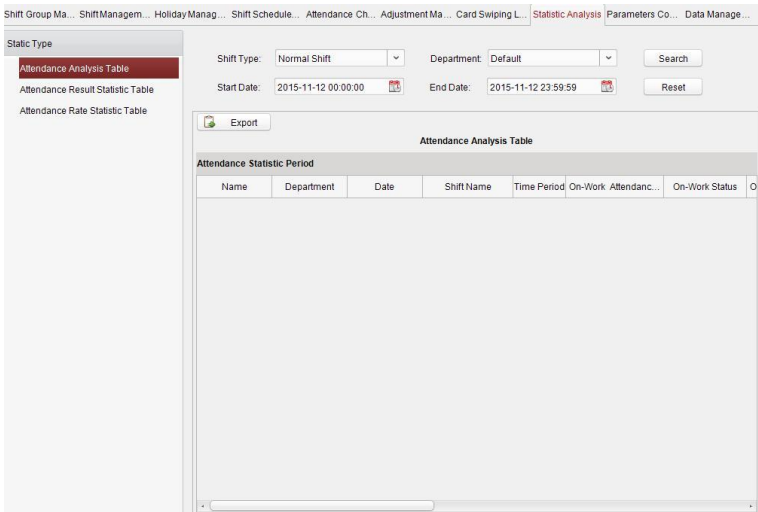 Shift Group Ma... Shift Managem... Holiday Manag... Shift Schedule... Attendance Ch... Adjustment Ma... Card Swiping L... Statistic Analysis Parameters Co... Data Manage...
Static Type
Attendance Analysis Table
Attendance Result Statistic Table
Attendance Rate Statistic Table
Shift Type: Normal Shift Department: Default Search
Start Date: 2015-11-12 00:00:00 End Date: 2015-11-12 23:59:59 Reset
Export
Attendance Analysis Table
Attendance Statistic Period
Name Department Date Shift Name Time Period On-Work Attendanc... On-Work Status O